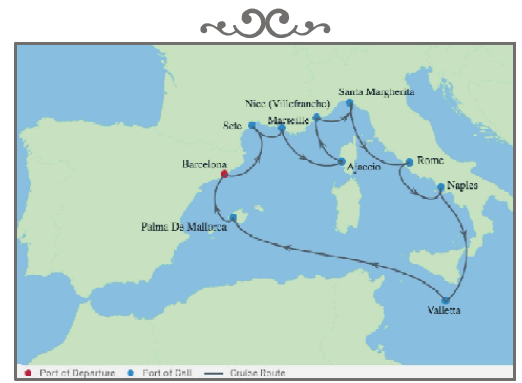 Santa Margherita
Nice (Villefranche)
Marseille
Sete
Rome
Ajaccio
Barcelona
Naples
Palma De Mallorca
Valletta
Port of Departure Port of Call Cruise Route